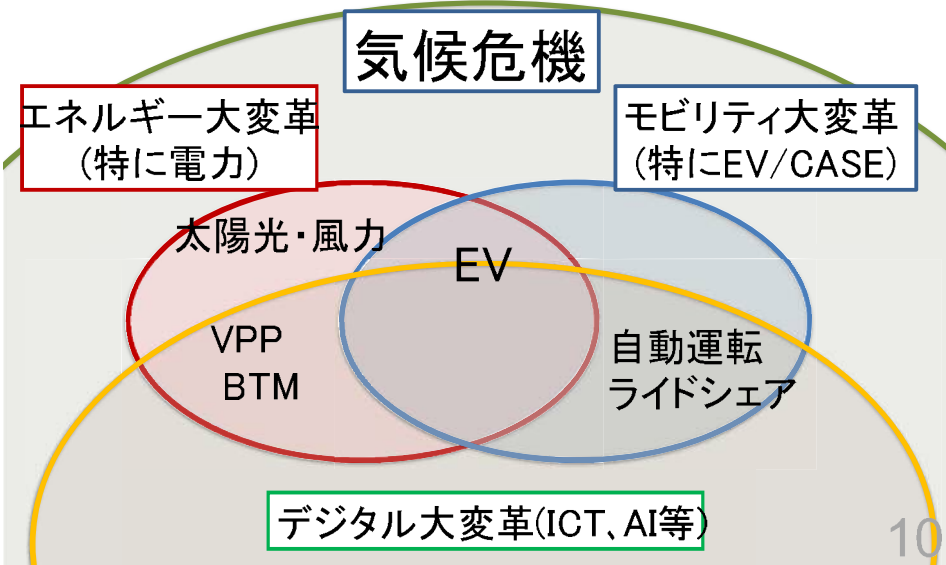 気候危機
エネルギー大変革
(特に電力)
モビリティ大変革
(特にEV/CASE)
太陽光・風力
EV
VPP
BTM
自動運転
ライドシェア
デジタル大変革(ICT、AI等)
10